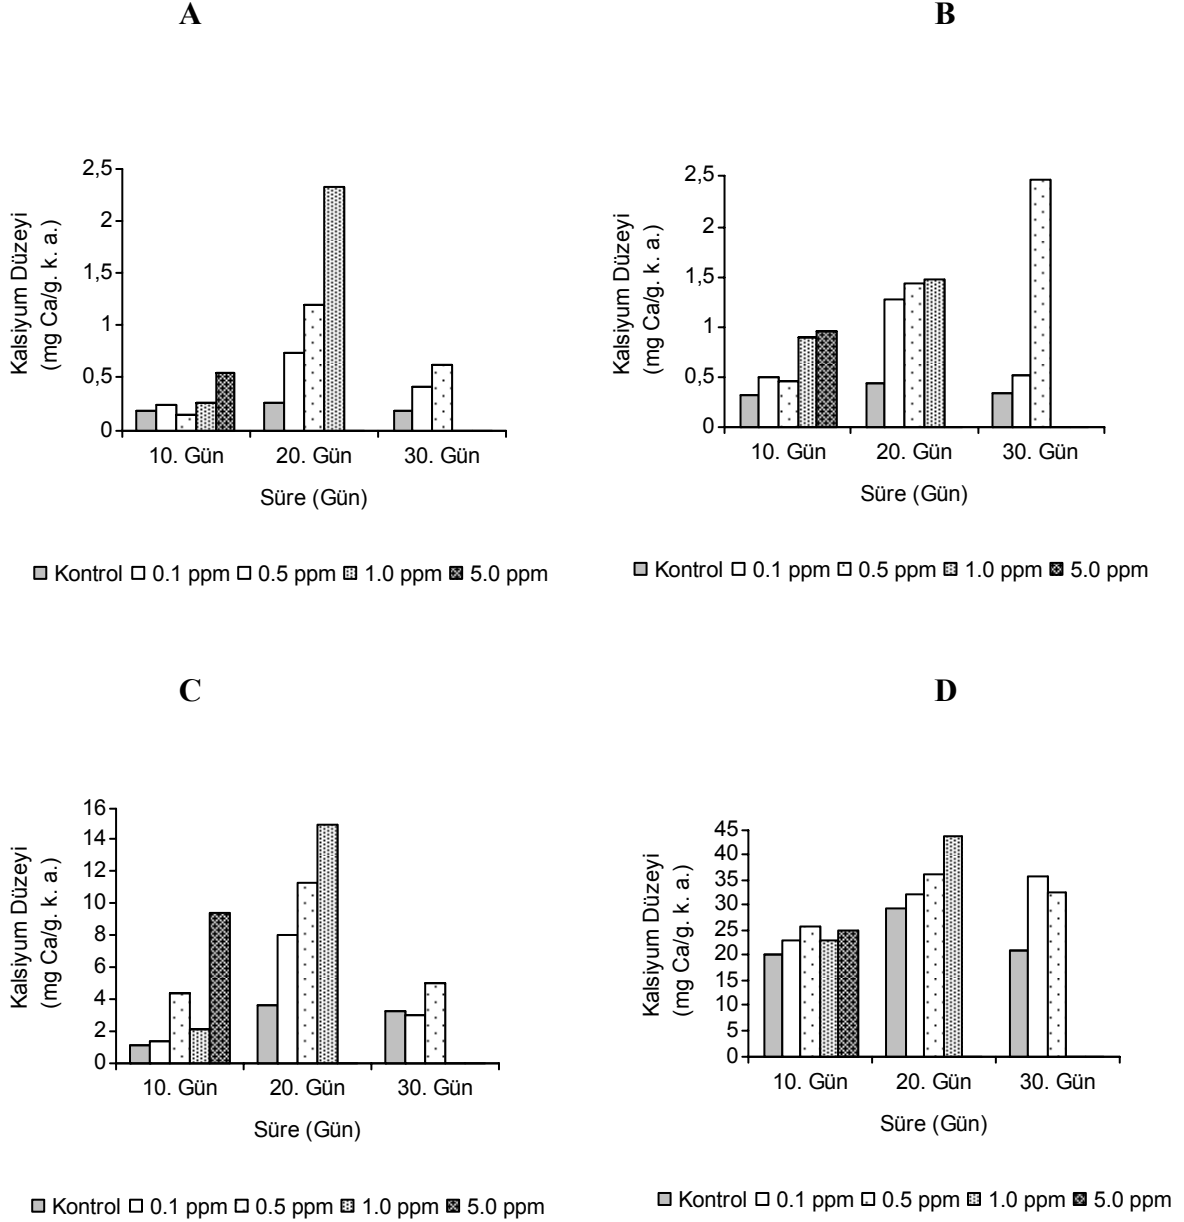 A
B
2,5
2
1,5
1
0,5
0
Kalsiyum Düzeyi
(mg Ca/g. k. a.)
10. Gün 20. Gün 30. Gün
Süre (Gün)
Kontrol 0.1 ppm 0.5 ppm 1.0 ppm 5.0 ppm
2,5
2
1,5
1
0,5
0
Kalsiyum Düzeyi
(mg Ca/g. k. a.)
10. Gün 20. Gün 30. Gün
Süre (Gün)
Kontrol 0.1 ppm 0.5 ppm 1.0 ppm 5.0 ppm
C
D
16
14
12
10
8
6
4
2
0
Kalsiyum Düzeyi
(mg Ca/g. k. a.)
10. Gün 20. Gün 30. Gün
Süre (Gün)
Kontrol 0.1 ppm 0.5 ppm 1.0 ppm 5.0 ppm
45
40
35
30
25
20
15
10
5
0
Kalsiyum Düzeyi
(mg Ca/g. k. a.)
10. Gün 20. Gün 30. Gün
Süre (Gün)
Kontrol 0.1 ppm 0.5 ppm 1.0 ppm 5.0 ppm